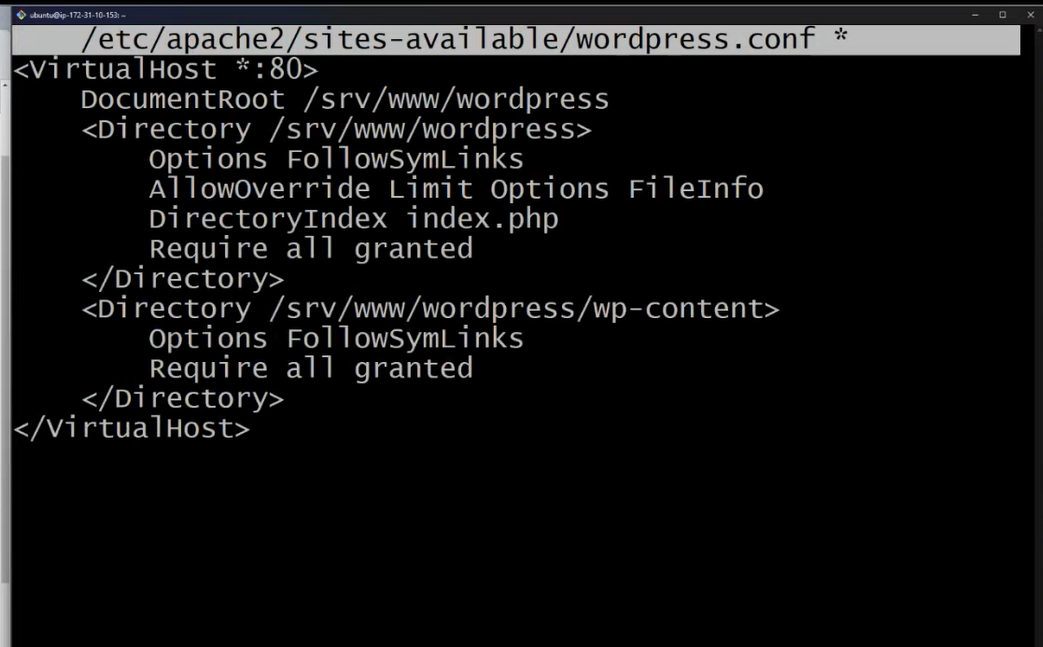 ubuntu@ip-172-31-10-153: ~
/etc/apache2/sites-available/wordpress.conf *
<VirtualHost *:80>
    DocumentRoot /srv/www/wordpress
    <Directory /srv/www/wordpress>
        Options FollowSymLinks
        AllowOverride Limit Options FileInfo
        DirectoryIndex index.php
        Require all granted
    </Directory>
    <Directory /srv/www/wordpress/wp-content>
        Options FollowSymLinks
        Require all granted
    </Directory>
</VirtualHost>